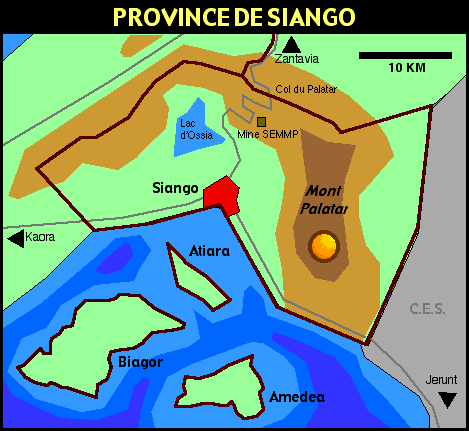 PROVINCE DE SIANGO
Zantavia
10 KM
Col du Palatar
Lac
d'Ossia
Mine SEMMP
Siango
Mont
Palatar
Kaora
Atiara
C.E.S.
Biagor
Jerunt
Amedea